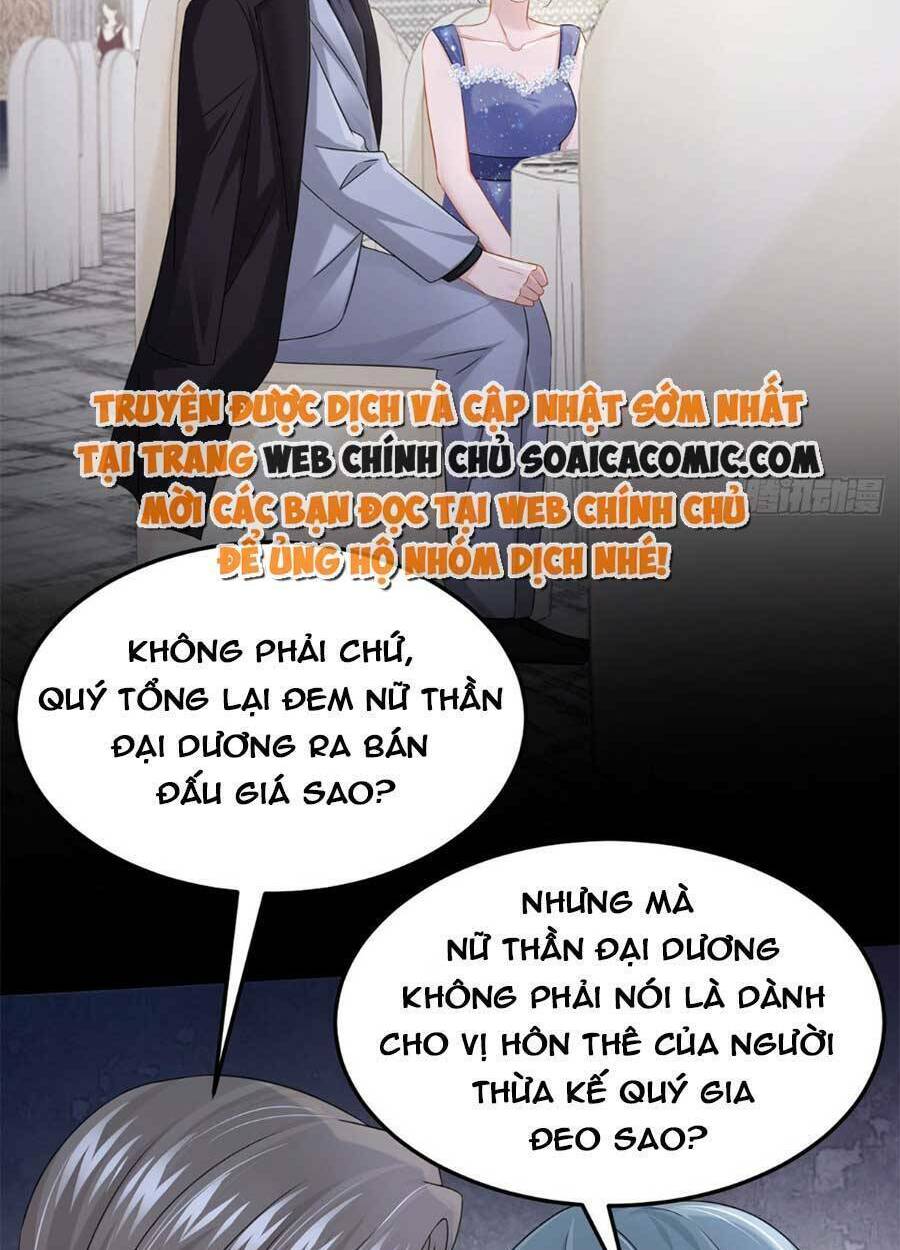 TRUYỆN ĐƯỢC DỊCH VÀ CẬP NHẬT SỚM NHẤT
TẠI TRANG WEB CHÍNH CHỦ SOAICACOMIC.COM
MỜI CÁC BẠN ĐỌC TẠI WEB CHÍNH CHỦ
ĐỂ ỦNG HỘ NHÓM DỊCH NHÉ!
KHÔNG PHẢI CHỨ,
QUÝ TỔNG LẠI ĐEM NỮ THẦN
ĐẠI DƯƠNG RA BÁN
ĐẤU GIÁ SAO?
NHƯNG MÀ
NỮ THẦN ĐẠI DƯƠNG
KHÔNG PHẢI NÓI LÀ DÀNH
CHO VỊ HÔN THÊ CỦA NGƯỜI
THỪA KẾ QUÝ GIA
ĐEO SAO?